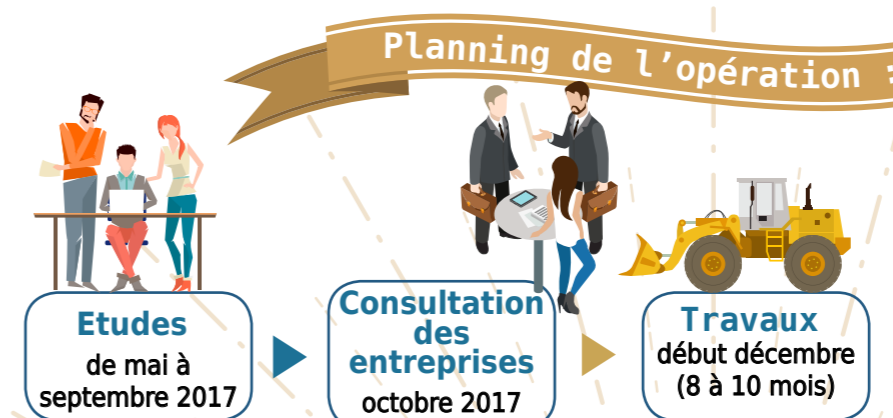 Planning de l’opération :
Etudes
de mai à
septembre 2017
Consultation
des
entreprises
octobre 2017
Travaux
début décembre
(8 à 10 mois)